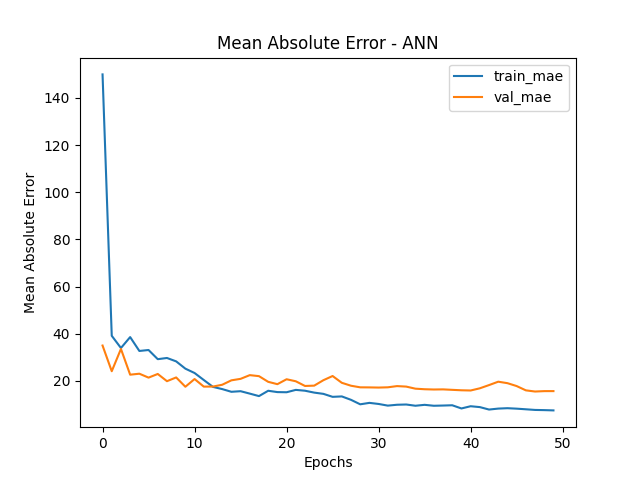 Mean Absolute Error - ANN
train_mae
val_mae
Mean Absolute Error
140
120
100
80
60
40
20
0 10 20 30 40 50
Epochs